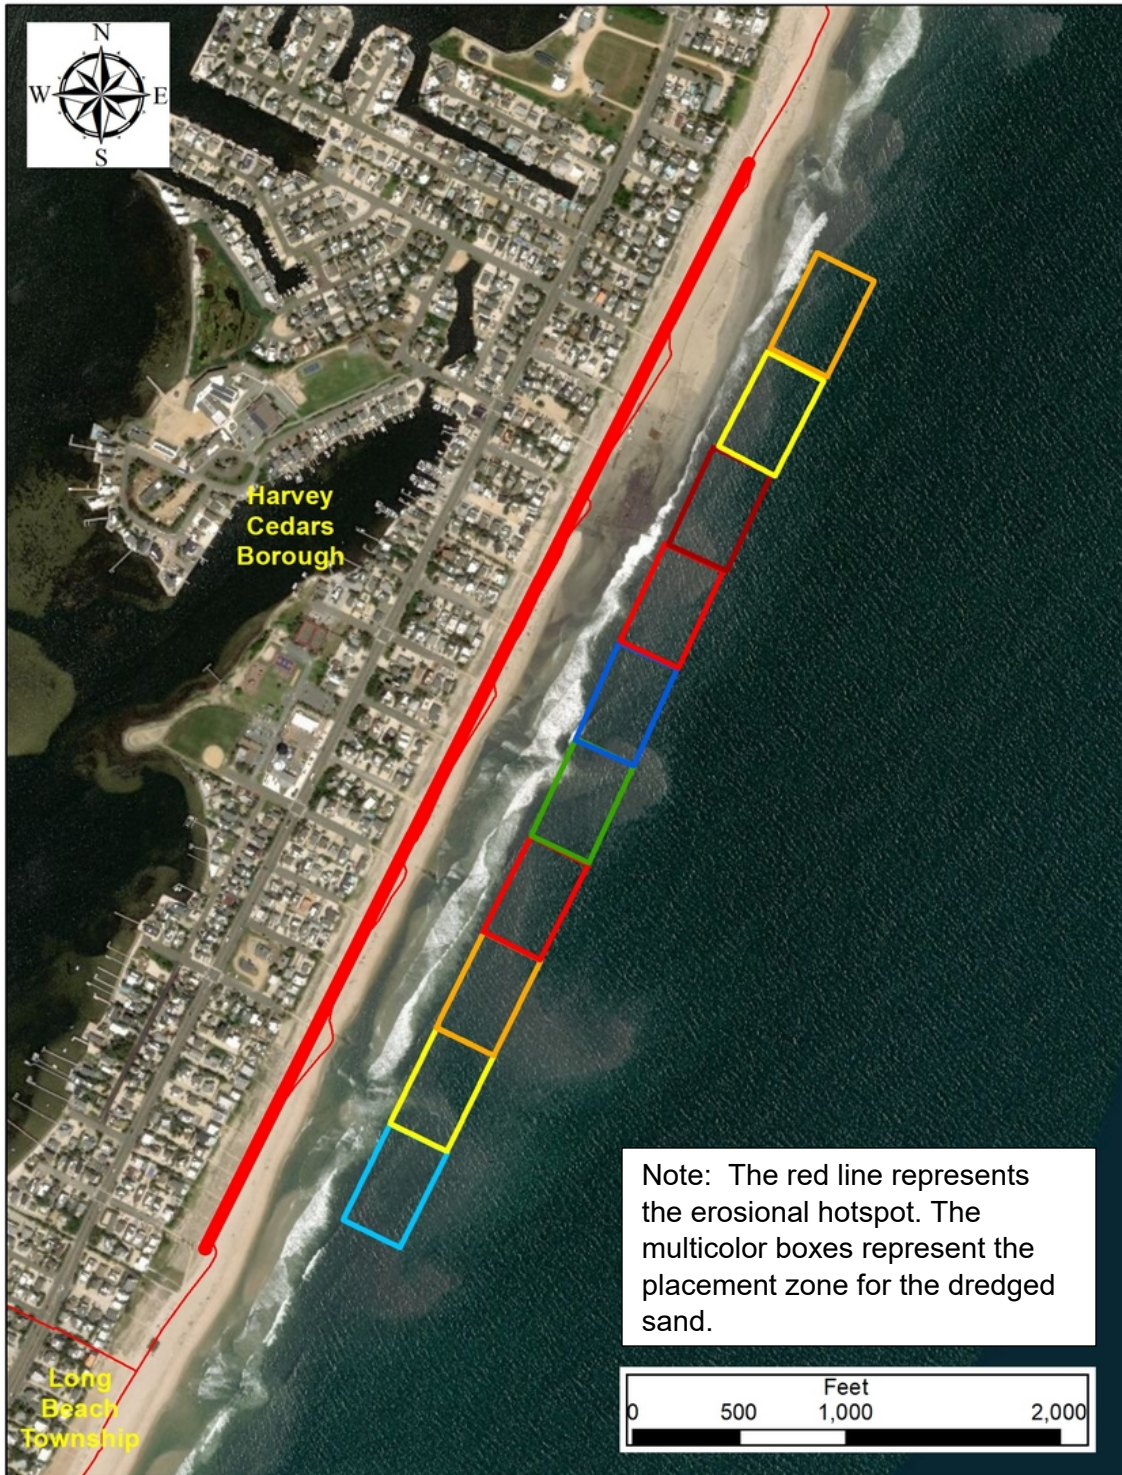 N
W E
S
Harvey
Cedars
Borough
Note: The red line represents
the erosional hotspot. The
multicolor boxes represent the
placement zone for the dredged
sand.
Long
Beach
Township
Feet
0 500 1,000 2,000